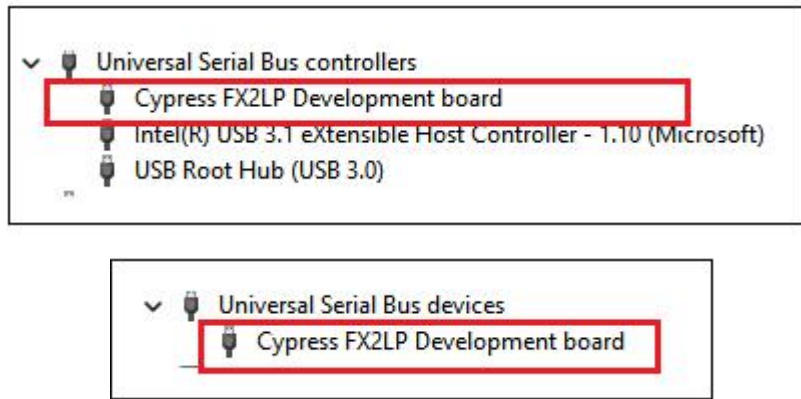 Universal Serial Bus controllers
Cypress FX2LP Development board
Intel(R) USB 3.1 eXtensible Host Controller - 1.10 (Microsoft)
USB Root Hub (USB 3.0)
Universal Serial Bus devices
Cypress FX2LP Development board